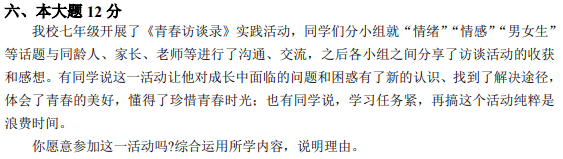 六、本大题 12 分
我校七年级开展了《青春访谈录》实践活动，同学们分小组就“情绪”“情感”“男女生”
等话题与同龄人、家长、老师等进行了沟通、交流，之后各小组之间分享了访谈活动的收获
和感想。有同学说这一活动让他对成长中面临的问题和困惑有了新的认识、找到了解决途径，
体会了青春的美好，懂得了珍惜青春时光；也有同学说，学习任务紧，再搞这个活动纯粹是
浪费时间。
你愿意参加这一活动吗?综合运用所学内容，说明理由。